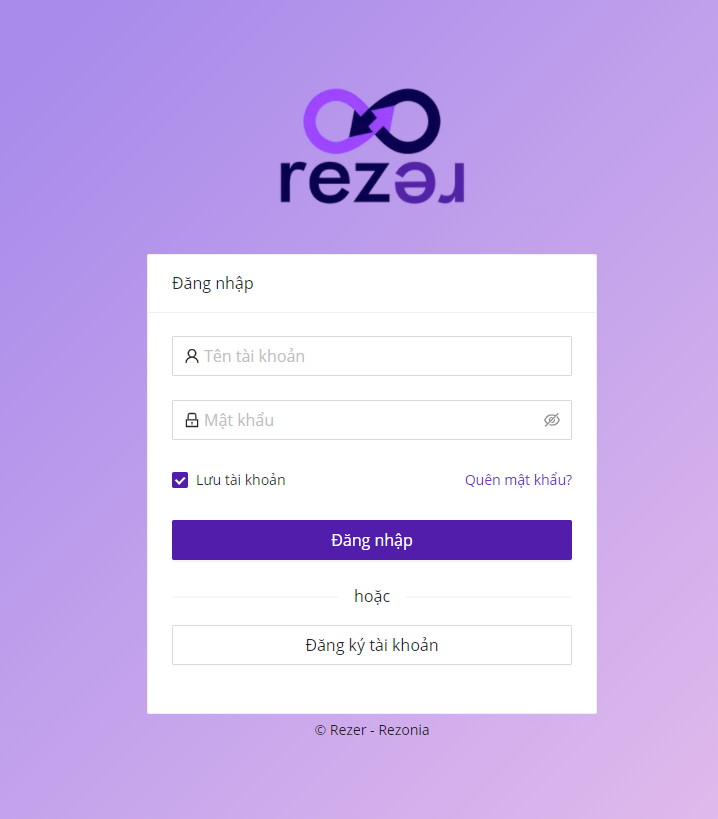 rezer
Đăng nhập
Tên tài khoản
Mật khẩu
Lưu tài khoản
Quên mật khẩu?
Đăng nhập
hoặc
Đăng ký tài khoản
© Rezer - Rezonia